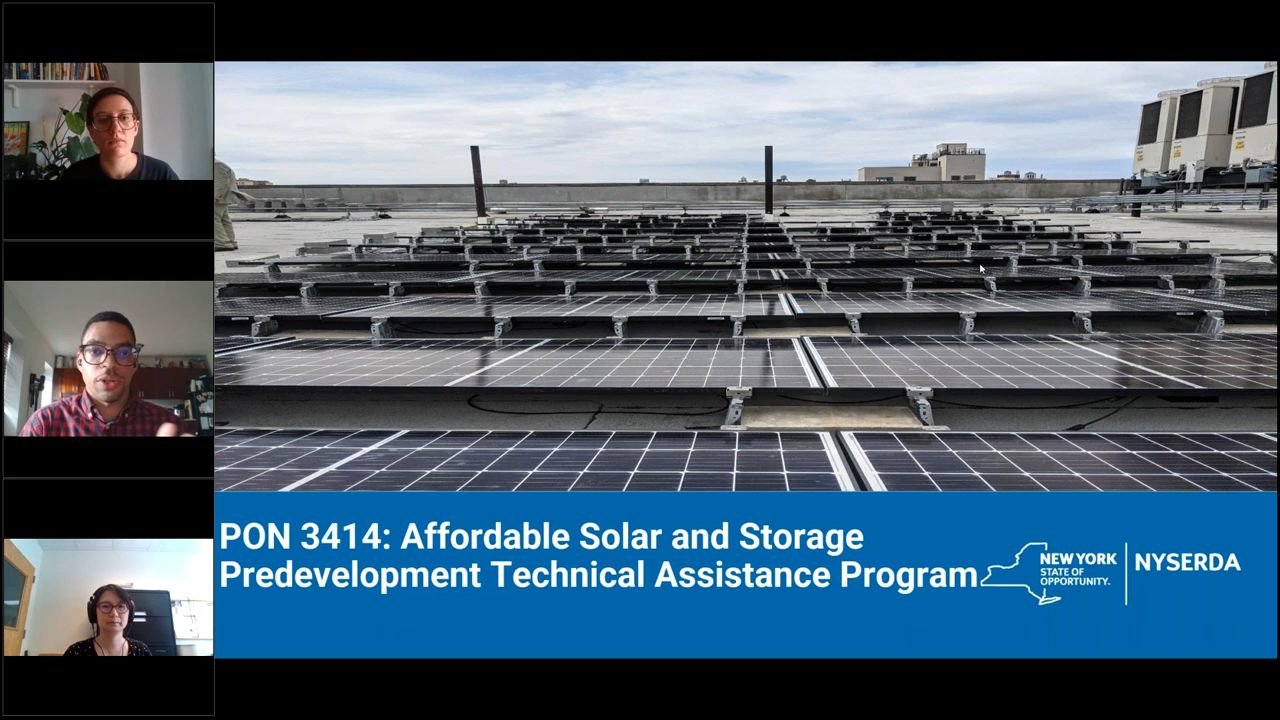 PON 3414: Affordable Solar and Storage
Predevelopment Technical Assistance Program
NEW YORK
STATE OF
OPPORTUNITY.
NYSERDA